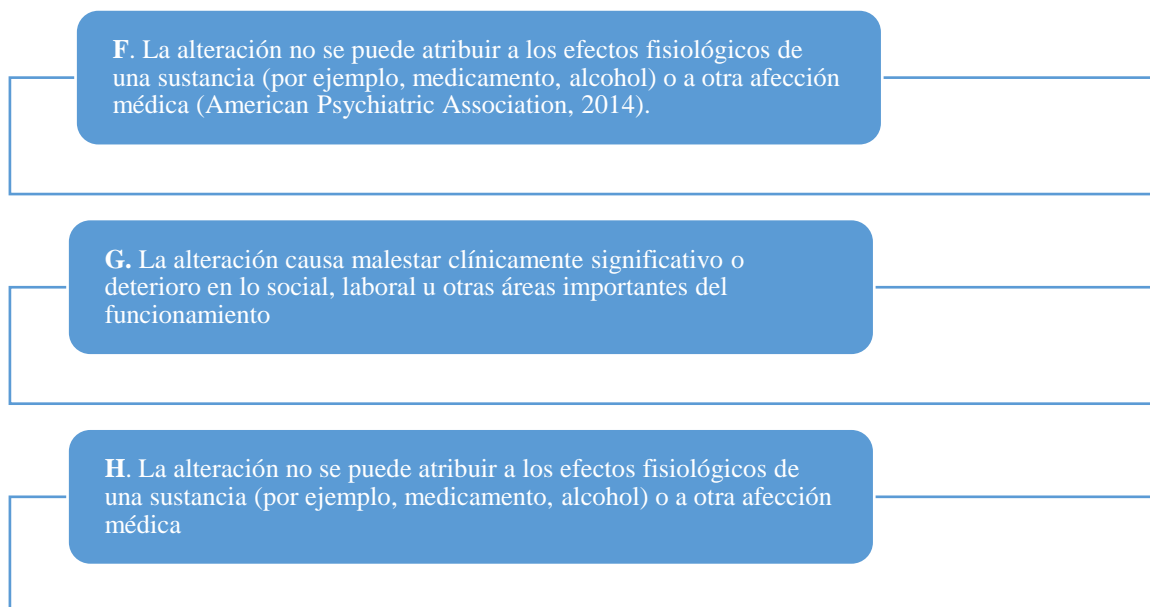 F. La alteración no se puede atribuir a los efectos fisiológicos de
una sustancia (por ejemplo, medicamento, alcohol) o a otra afección
médica (American Psychiatric Association, 2014).
G. La alteración causa malestar clínicamente significativo o
deterioro en lo social, laboral u otras áreas importantes del
funcionamiento
H. La alteración no se puede atribuir a los efectos fisiológicos de
una sustancia (por ejemplo, medicamento, alcohol) o a otra afección
médica